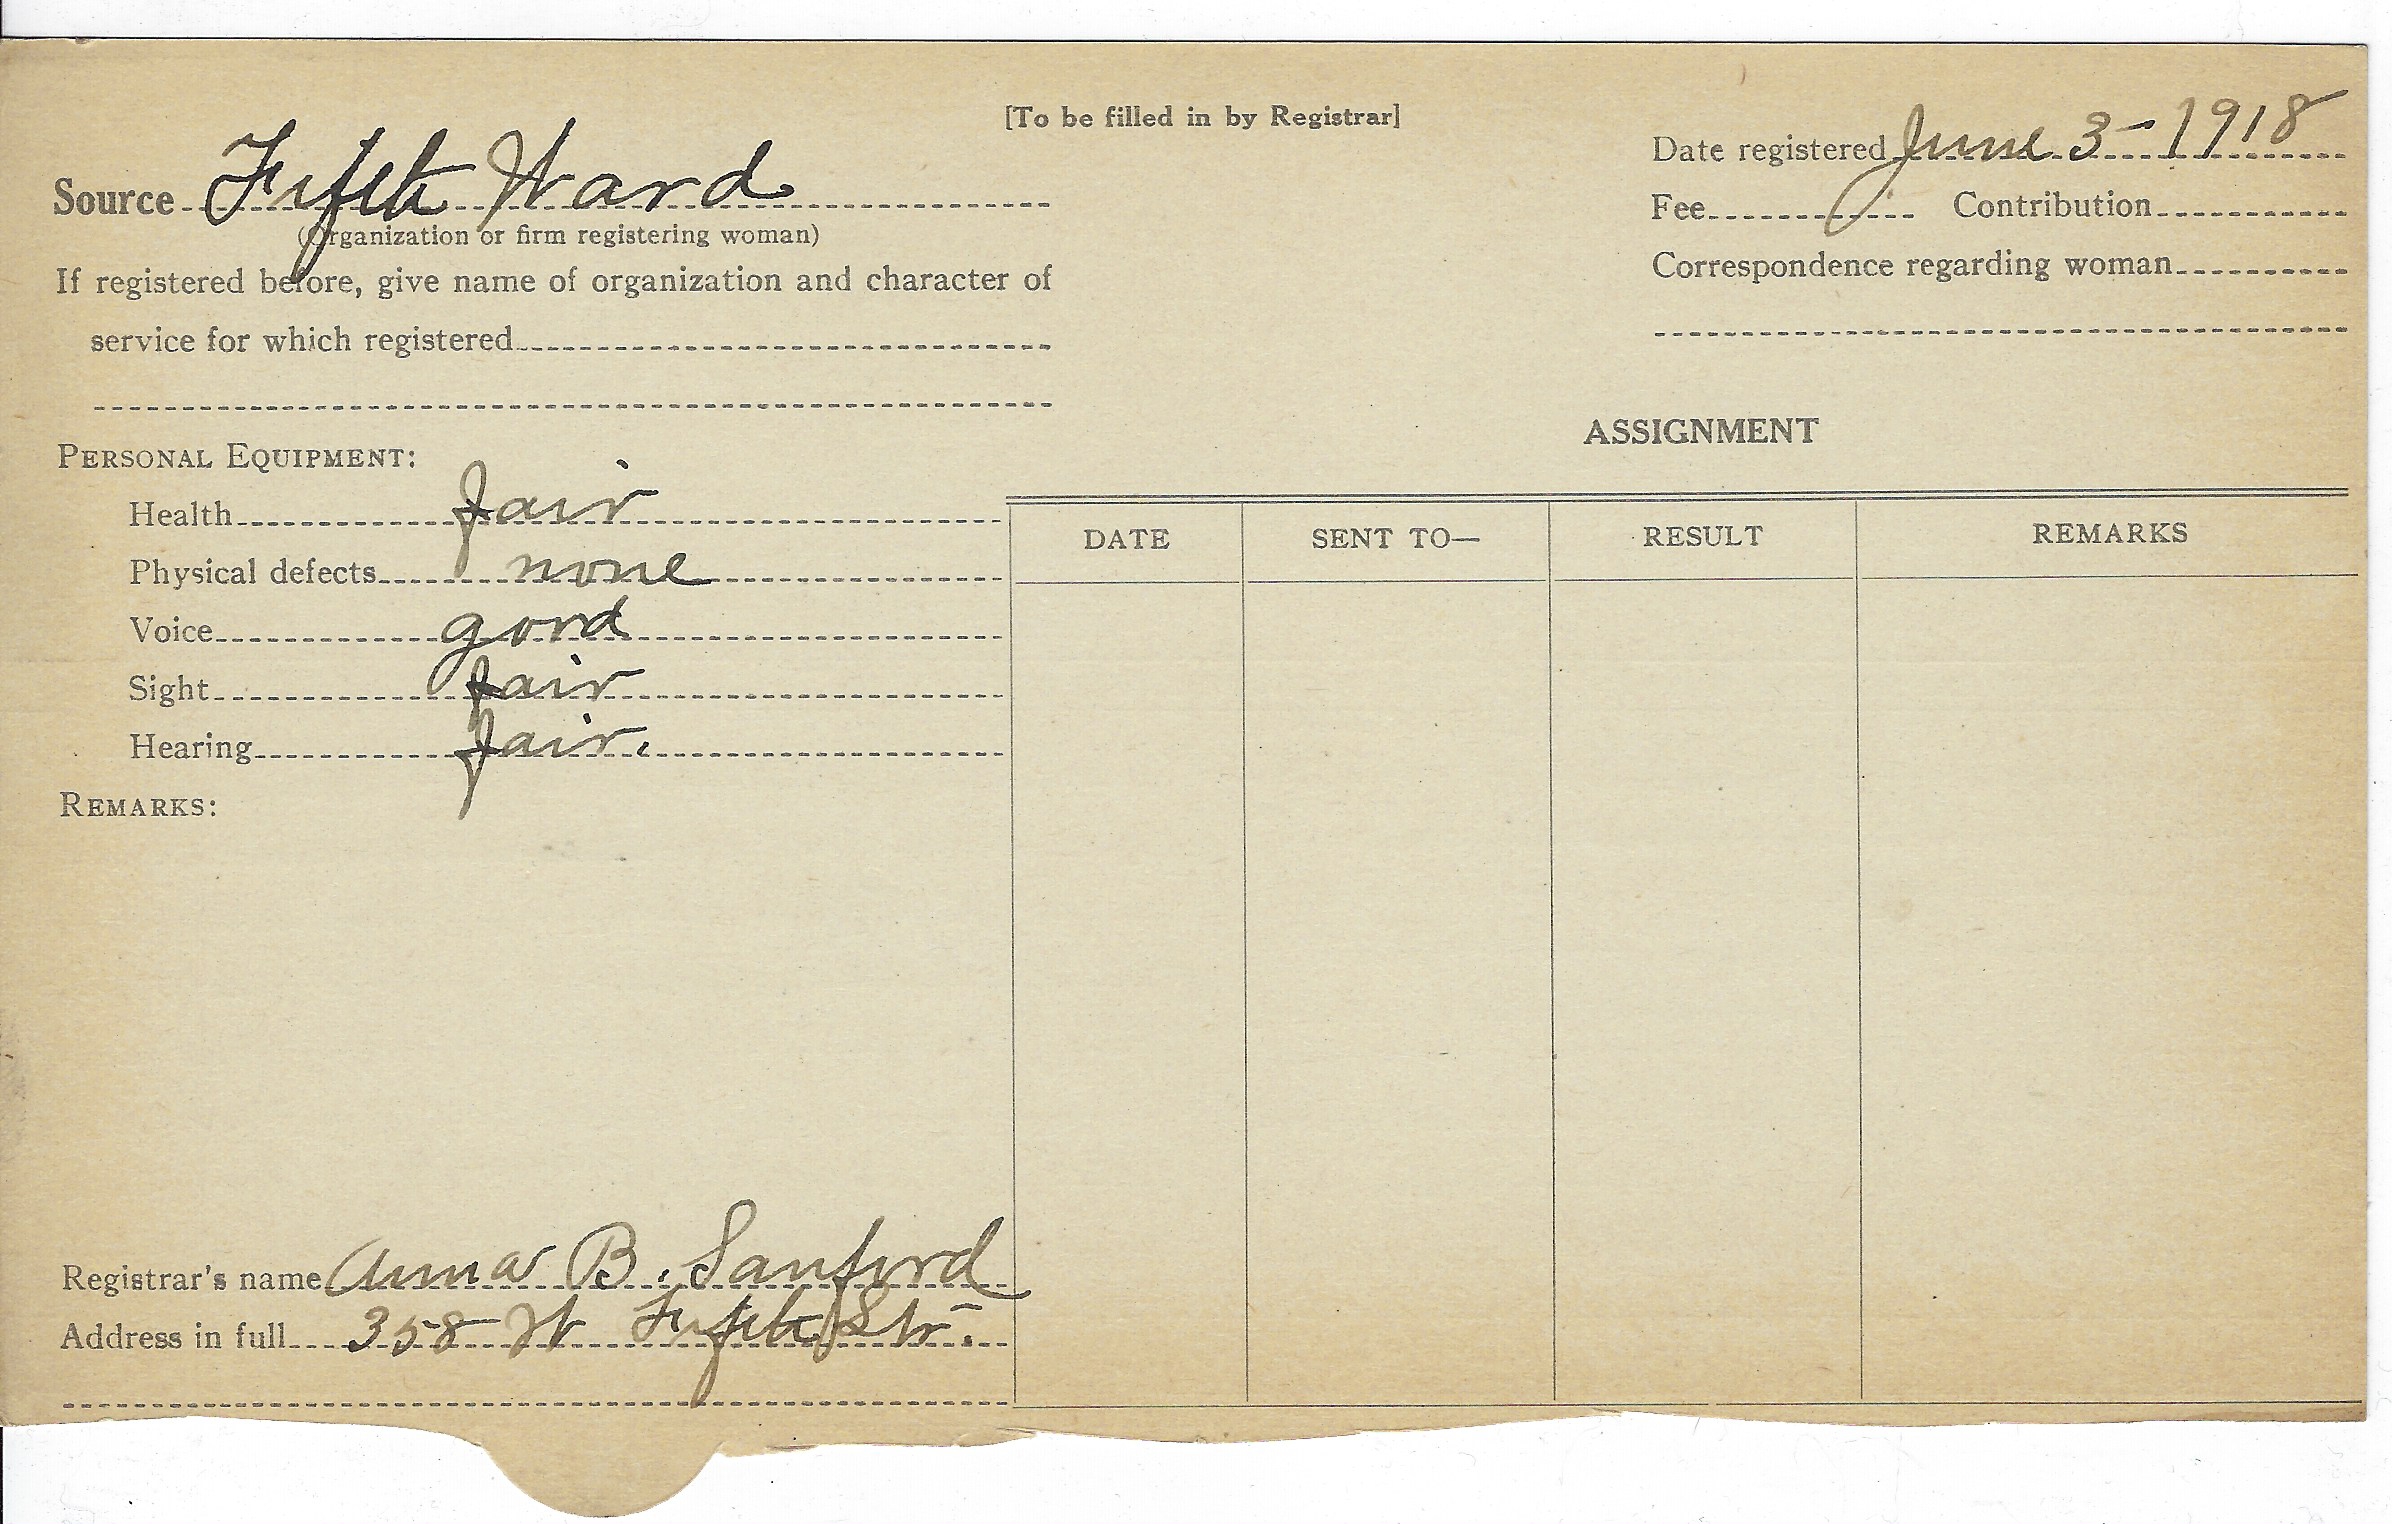 [To be filled in by Registrar]
Source Fifth Ward
(Organization or firm registering woman)
If registered before, give name of organization and character of
service for which registered
Date registered June 3 - 1918
Fee Contribution
Correspondence regarding woman
PERSONAL EQUIPMENT:
Health fair
Physical defects none
Voice good
Sight fair
Hearing fair.
REMARKS:
Registrar's name Anna B. Sanford
Address in full 358 W Fifth Str.
ASSIGNMENT
DATE SENT TO— RESULT REMARKS